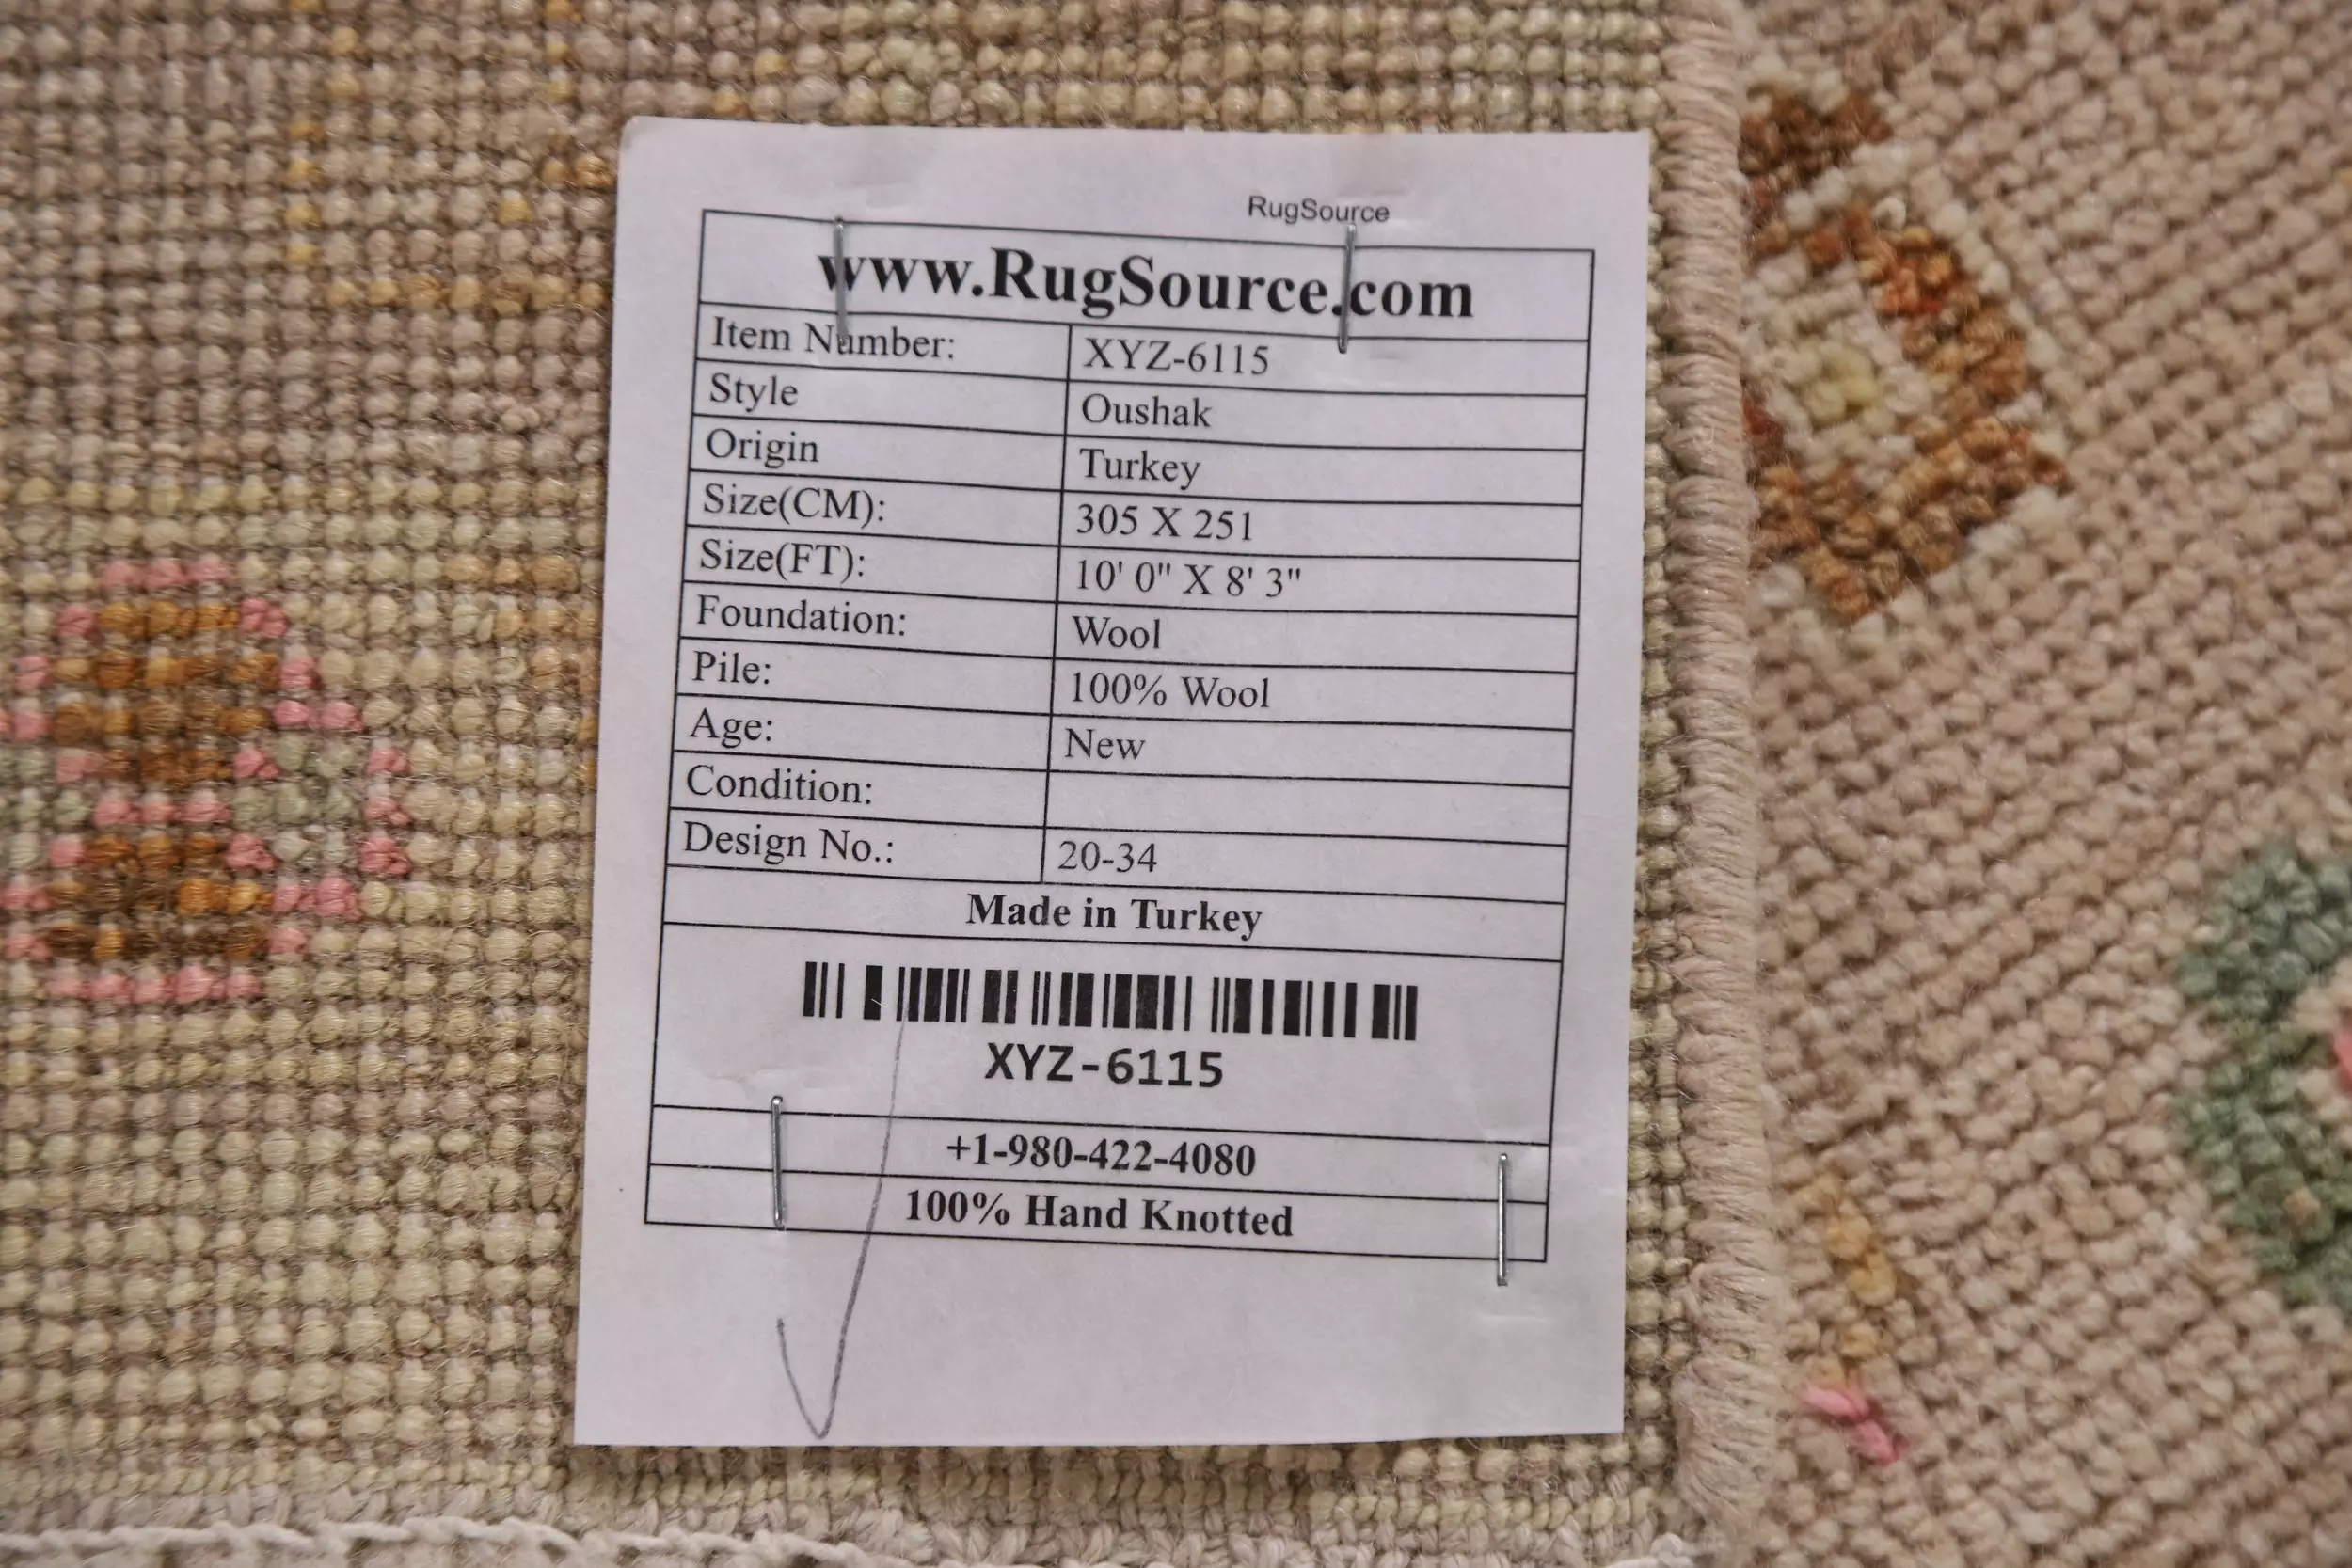 RugSource
www.RugSource.com
Item Number: XYZ-6115
Style Oushak
Origin Turkey
Size(CM): 305 X 251
Size(FT): 10' 0" X 8' 3"
Foundation: Wool
Pile: 100% Wool
Age: New
Condition:
Design No.: 20-34
Made in Turkey
XYZ-6115
+1-980-422-4080
100% Hand Knotted